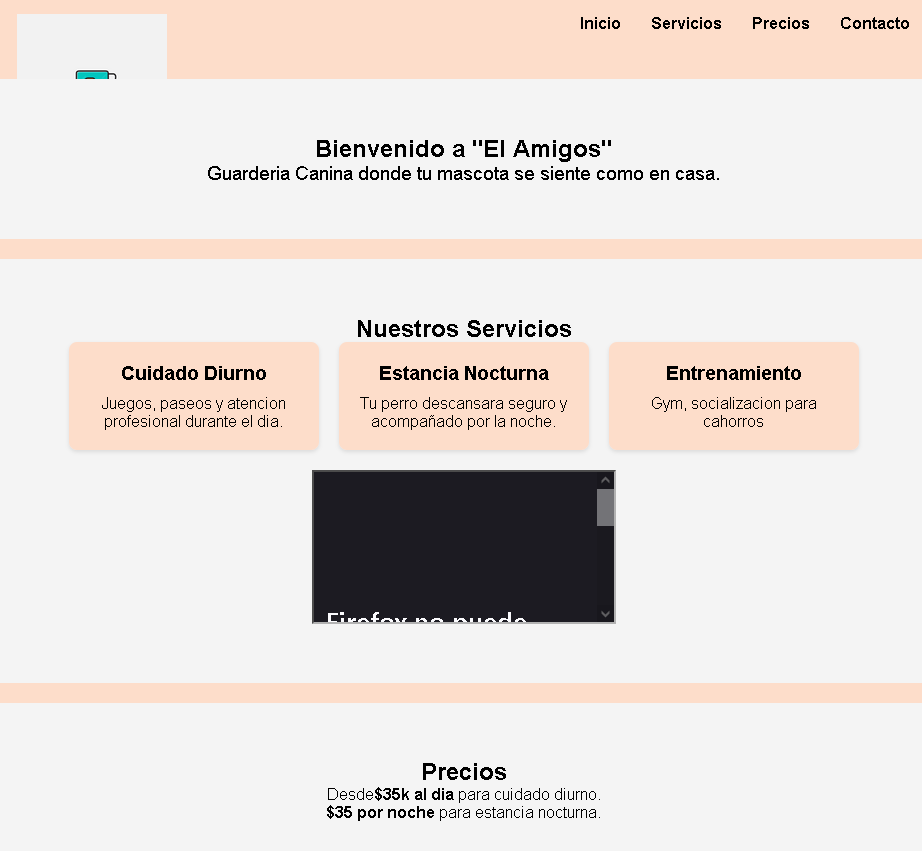 Inicio Servicios Precios Contacto
Bienvenido a "El Amigos"
Guarderia Canina donde tu mascota se siente como en casa.
Nuestros Servicios
Cuidado Diurno
Juegos, paseos y atencion
profesional durante el dia.
Estancia Nocturna
Tu perro descansara seguro y
acompañado por la noche.
Entrenamiento
Gym, socializacion para
cahorros
Firefox no puede
Precios
Desde$35k al dia para cuidado diurno.
$35 por noche para estancia nocturna.